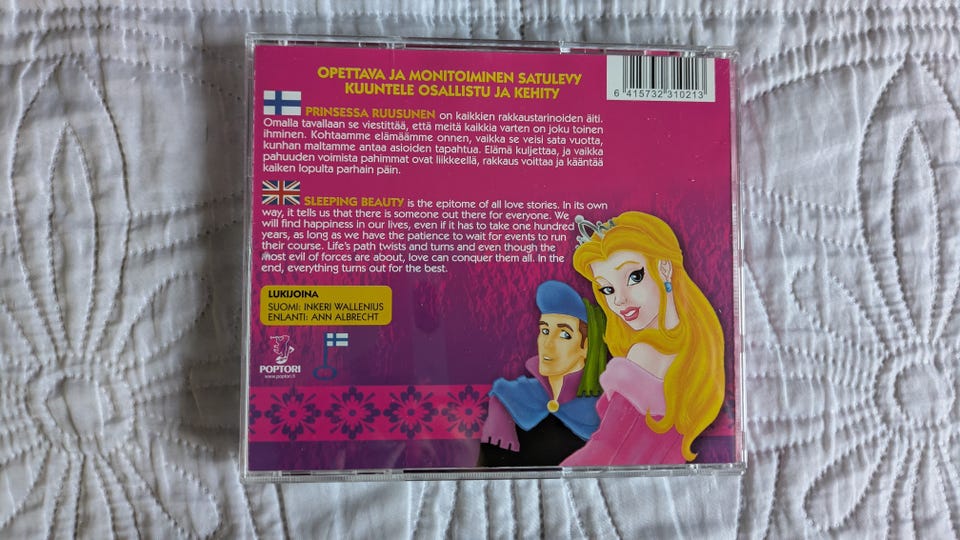 OPETTAVA JA MONITOIMINEN SATULEVY
KUUNTELE OSALLISTU JA KEHITY
6 415732 310213
PRINSESSA RUUSUNEN on kaikkien rakkaustarinoiden äiti.
Omalla tavallaan se viestittää, että meitä kaikkia varten on joku toinen
ihminen. Kohtaamme elämäämme onnen, vaikka se veisi sata vuotta,
kunhan maltamme antaa asioiden tapahtua. Elämä kuljettaa, ja vaikka
pahuuden voimista pahimmat ovat liikkeellä, rakkaus voittaa ja kääntää
kaiken lopulta parhain päin.
SLEEPING BEAUTY is the epitome of all love stories. In its own
way, it tells us that there is someone out there for everyone. We
will find happiness in our lives, even if it has to take one hundred
years, as long as we have the patience to wait for events to run
their course. Life's path twists and turns and even though the
most evil of forces are about, love can conquer them all. In the
end, everything turns out for the best.
LUKIJOINA
SUOMI: INKERI WALLENIUS
ENLANTI: ANN ALBRECHT
POPTORI
www.poptori.fi